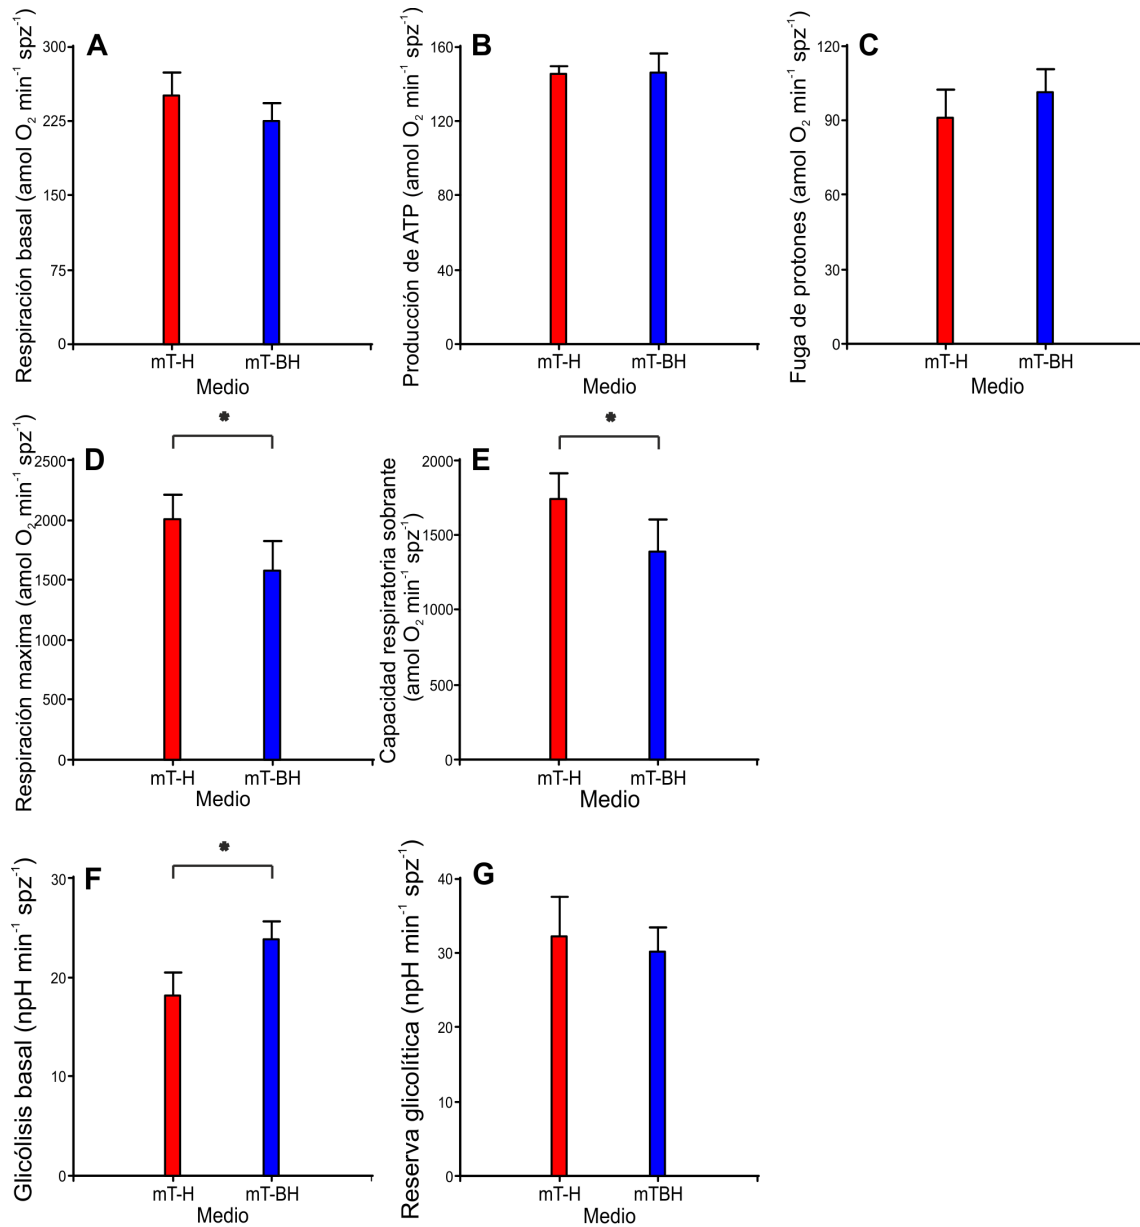 A
Respiración basal (amol O₂ min⁻¹ spz⁻¹)
300
225
150
75
0
mT-H mT-BH
Medio
B
Producción de ATP (amol O₂ min⁻¹ spz⁻¹)
160
120
80
40
0
mT-H mT-BH
Medio
C
Fuga de protones (amol O₂ min⁻¹ spz⁻¹)
120
90
60
30
0
mT-H mT-BH
Medio
*
D
Respiración maxima (amol O₂ min⁻¹ spz⁻¹)
2500
2000
1500
1000
500
0
mT-H mT-BH
Medio
*
E
Capacidad respiratoria sobrante
(amol O₂ min⁻¹ spz⁻¹)
2000
1500
1000
500
0
mT-H mT-BH
Medio
*
F
Glicólisis basal (npH min⁻¹ spz⁻¹)
30
20
10
0
mT-H mT-BH
Medio
G
Reserva glicolítica (npH min⁻¹ spz⁻¹)
40
30
20
10
0
mT-H mTBH
Medio